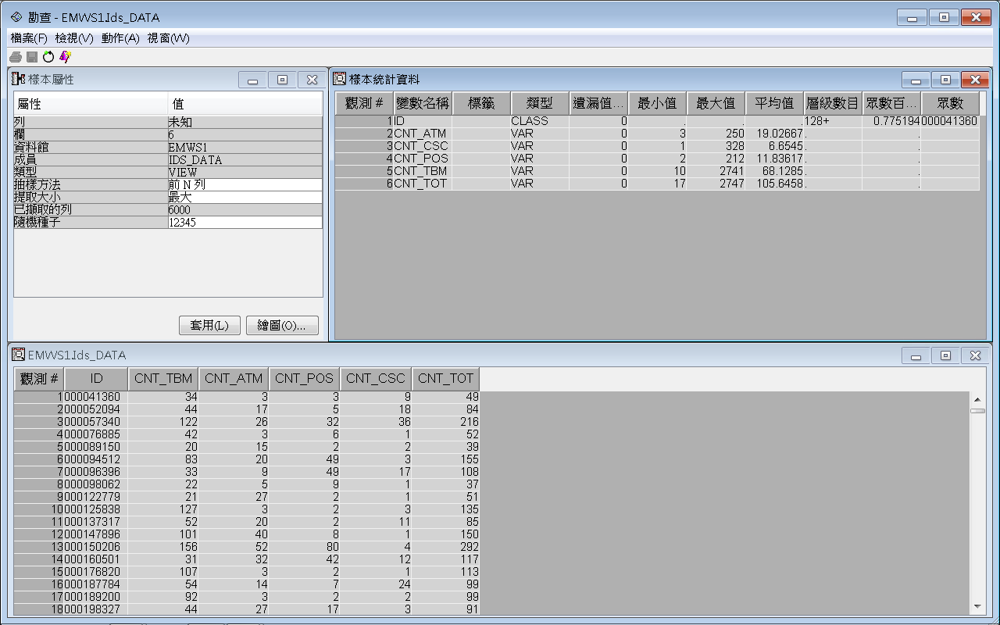 勘查 - EMWS1.Ids_DATA
檔案(F) 檢視(V) 動作(A) 視窗(W)
樣本屬性
屬性 值
列 未知
欄 6
資料館 EMWS1
成員 IDS_DATA
類型 VIEW
抽樣方法 前 N 列
提取大小 最大
已擷取的列 6000
隨機種子 12345
套用(L) 繪圖(O)...
樣本統計資料
觀測 # 變數名稱 標籤 類型 遺漏值... 最小值 最大值 平均值 層級數目 眾數百... 眾數
1 ID CLASS 0 . . . 128+ 0.775194 000041360
2 CNT_ATM VAR 0 3 250 19.02667 . .
3 CNT_CSC VAR 0 1 328 6.6545 . .
4 CNT_POS VAR 0 2 212 11.83617 . .
5 CNT_TBM VAR 0 10 2741 68.1285 . .
6 CNT_TOT VAR 0 17 2747 105.6458 . .
EMWS1.Ids_DATA
觀測 # ID CNT_TBM CNT_ATM CNT_POS CNT_CSC CNT_TOT
1 000041360 34 3 3 9 49
2 000052094 44 17 5 18 84
3 000057340 122 26 32 36 216
4 000076885 42 3 6 1 52
5 000089150 20 15 2 2 39
6 000094512 83 20 49 3 155
7 000096396 33 9 49 17 108
8 000098062 22 5 9 1 37
9 000122779 21 27 2 1 51
10 000125838 127 3 2 3 135
11 000137317 52 20 2 11 85
12 000147896 101 40 8 1 150
13 000150206 156 52 80 4 292
14 000160501 31 32 42 12 117
15 000176820 107 3 2 1 113
16 000187784 54 14 7 24 99
17 000189200 92 3 2 2 99
18 000198327 44 27 17 3 91